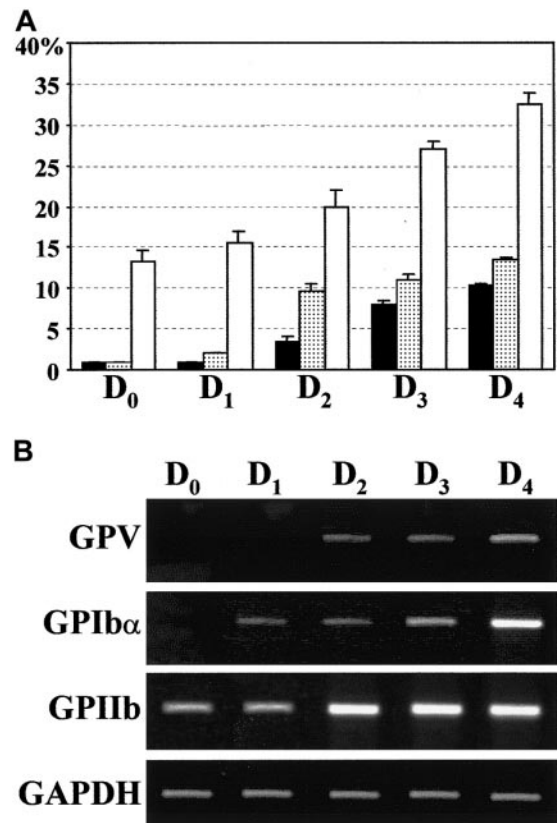 A
40%
35
30
25
20
15
10
5
0
D₀ D₁ D₂ D₃ D₄
B
D₀ D₁ D₂ D₃ D₄
GPV
GPIbα
GPIIb
GAPDH